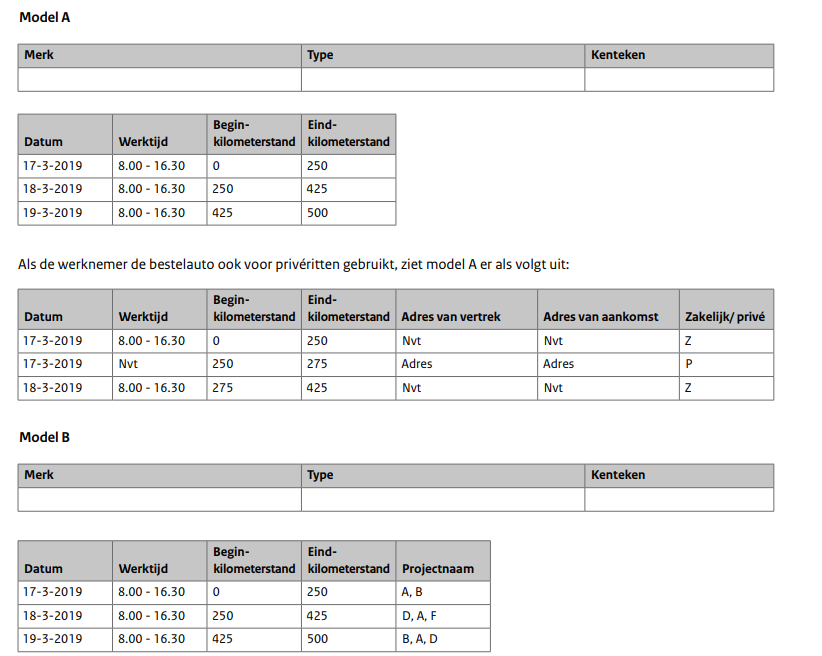 Model A
Merk Type Kenteken
Begin- Eind-
Datum Werktijd kilometerstand kilometerstand
17-3-2019 8.00 - 16.30 0 250
18-3-2019 8.00 - 16.30 250 425
19-3-2019 8.00 - 16.30 425 500
Als de werknemer de bestelauto ook voor privéritten gebruikt, ziet model A er als volgt uit:
Begin- Eind-
Datum Werktijd kilometerstand kilometerstand Adres van vertrek Adres van aankomst Zakelijk/ privé
17-3-2019 8.00 - 16.30 0 250 Nvt Nvt Z
17-3-2019 Nvt 250 275 Adres Adres P
18-3-2019 8.00 - 16.30 275 425 Nvt Nvt Z
Model B
Merk Type Kenteken
Begin- Eind-
Datum Werktijd kilometerstand kilometerstand Projectnaam
17-3-2019 8.00 - 16.30 0 250 A, B
18-3-2019 8.00 - 16.30 250 425 D, A, F
19-3-2019 8.00 - 16.30 425 500 B, A, D